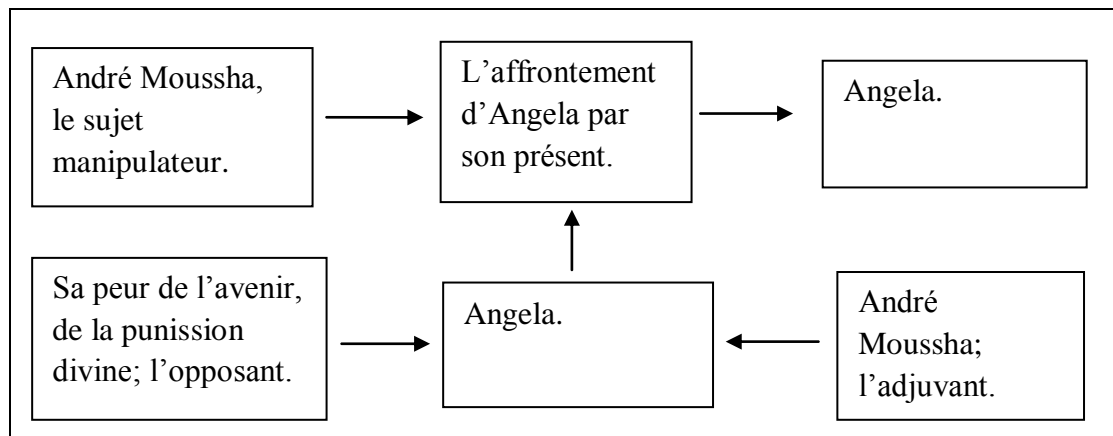 André Moussha,
le sujet
manipulateur.
L’affrontement
d’Angela par
son présent.
Angela.
Sa peur de l’avenir,
de la punission
divine; l’opposant.
Angela.
André
Moussha;
l’adjuvant.